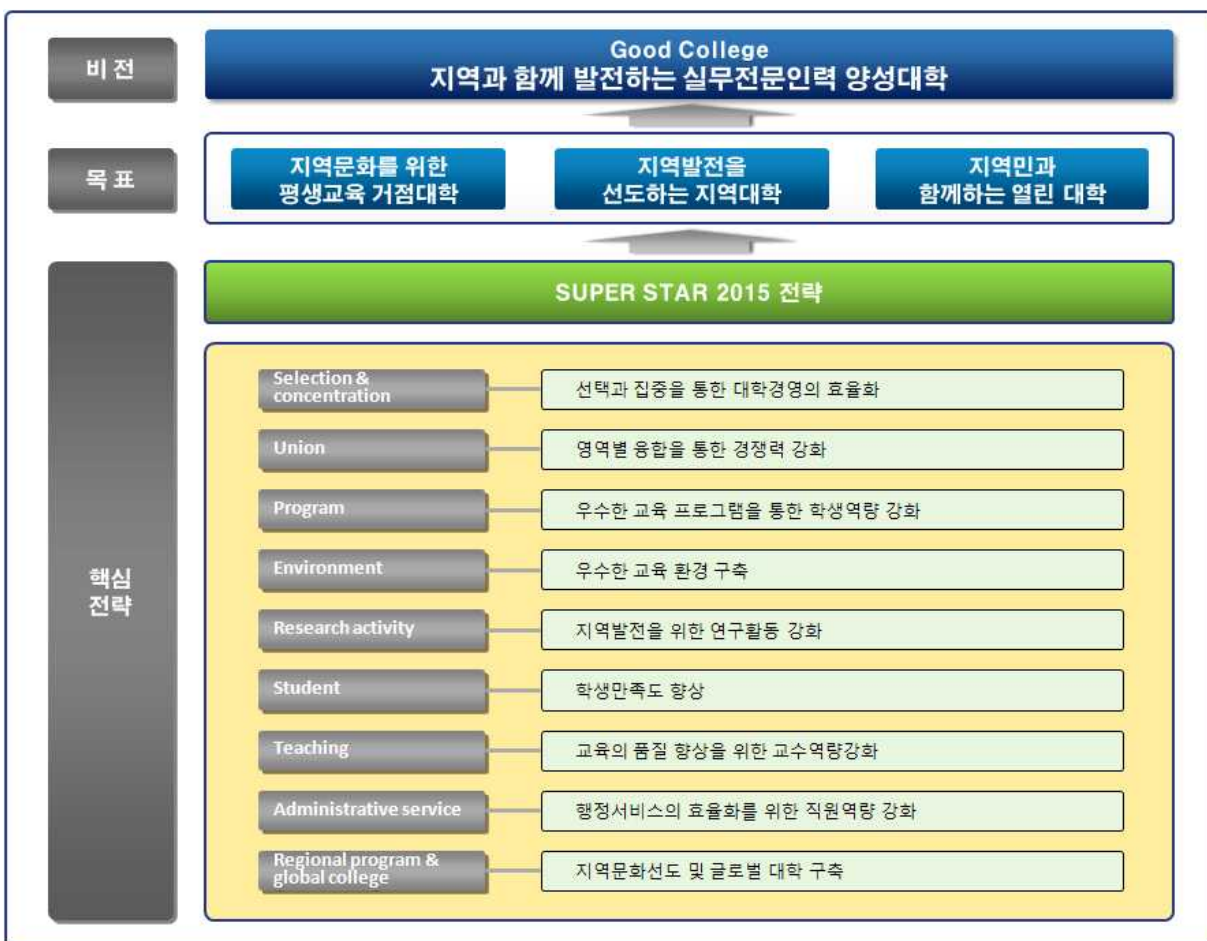 비 전
Good College
지역과 함께 발전하는 실무전문인력 양성대학
목 표
지역문화를 위한
평생교육 거점대학
지역발전을
선도하는 지역대학
지역민과
함께하는 열린 대학
핵심
전략
SUPER STAR 2015 전략
Selection &
concentration
선택과 집중을 통한 대학경영의 효율화
Union
영역별 융합을 통한 경쟁력 강화
Program
우수한 교육 프로그램을 통한 학생역량 강화
Environment
우수한 교육 환경 구축
Research activity
지역발전을 위한 연구활동 강화
Student
학생만족도 향상
Teaching
교육의 품질 향상을 위한 교수역량강화
Administrative service
행정서비스의 효율화를 위한 직원역량 강화
Regional program &
global college
지역문화선도 및 글로벌 대학 구축